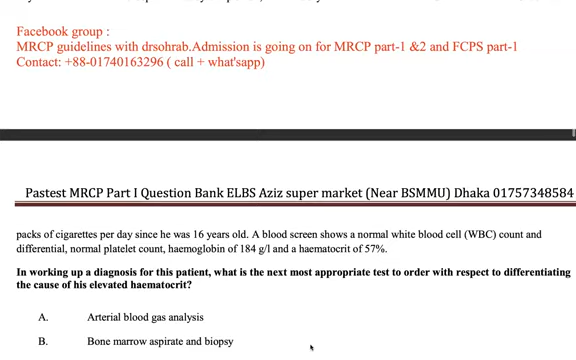 Facebook group :
MRCP guidelines with drsohrab.Admission is going on for MRCP part-1 &2 and FCPS part-1
Contact: +88-01740163296 ( call + what'sapp)
Pastest MRCP Part I Question Bank ELBS Aziz super market (Near BSMMU) Dhaka 01757348584
packs of cigarettes per day since he was 16 years old. A blood screen shows a normal white blood cell (WBC) count and
differential, normal platelet count, haemoglobin of 184 g/l and a haematocrit of 57%.
In working up a diagnosis for this patient, what is the next most appropriate test to order with respect to differentiating
the cause of his elevated haematocrit?
A. Arterial blood gas analysis
B. Bone marrow aspirate and biopsy